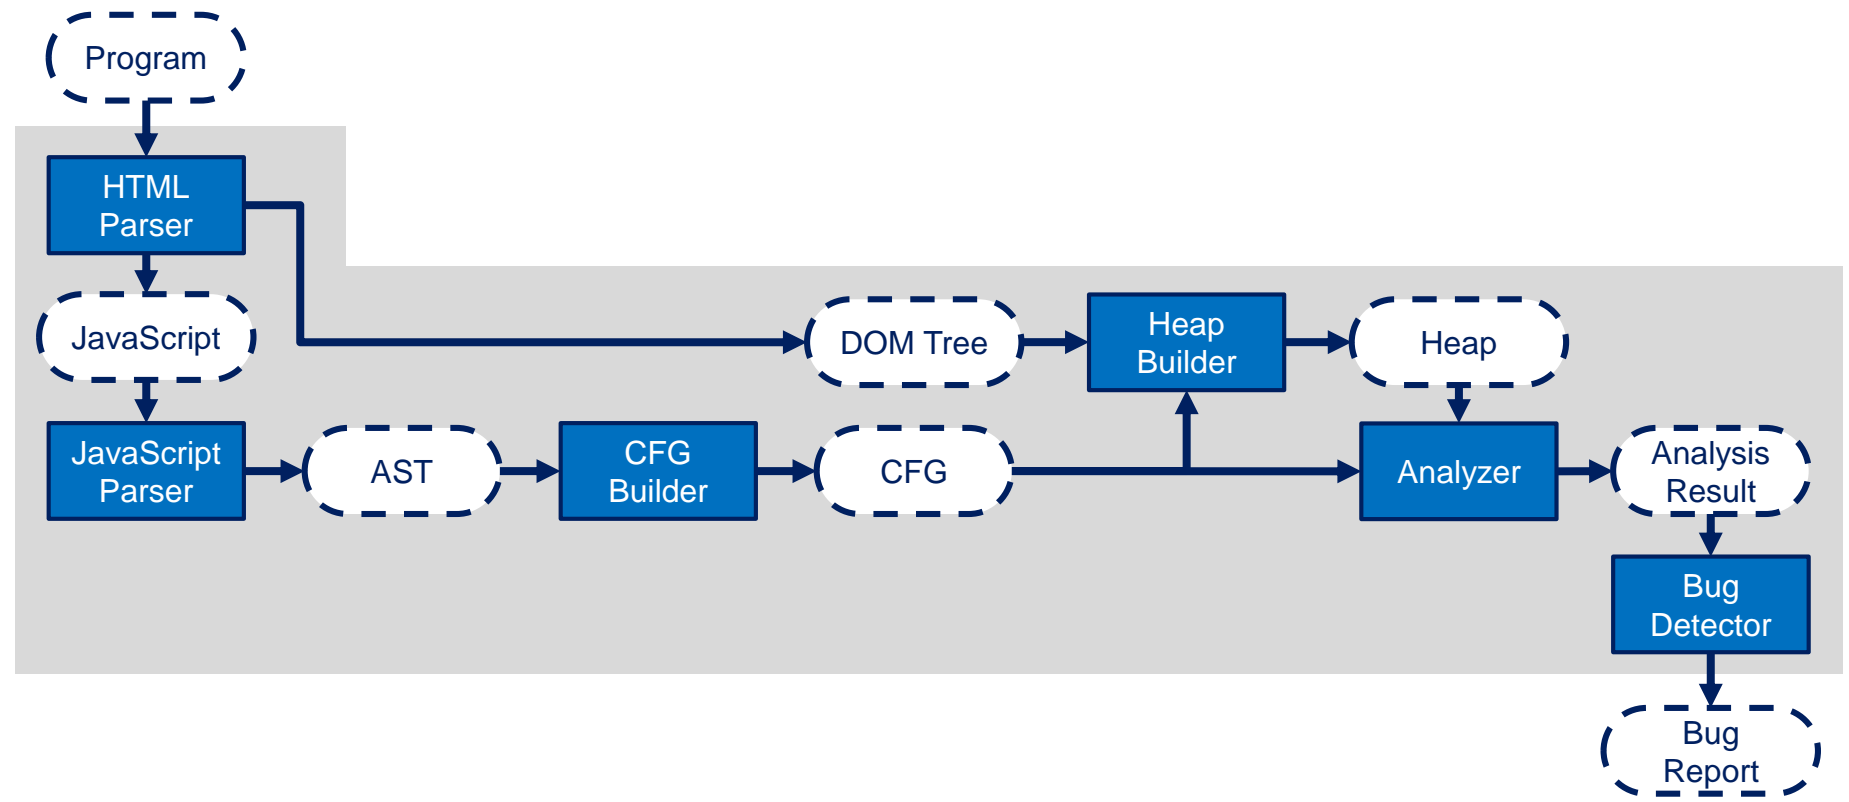 Program
HTML
Parser
JavaScript
DOM Tree
Heap
Builder
Heap
JavaScript
Parser
AST
CFG
Builder
CFG
Analyzer
Analysis
Result
Bug
Detector
Bug
Report